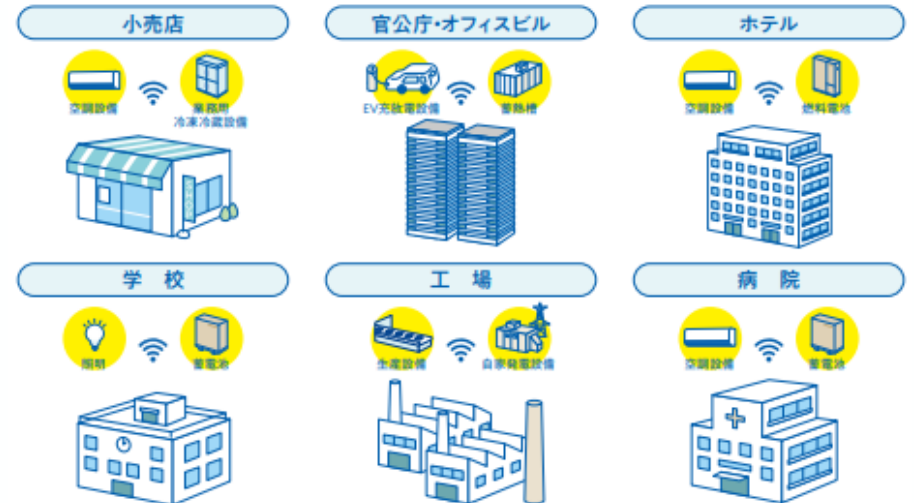 小売店
官公庁・オフィスビル
ホテル
空調設備
業務用
冷凍冷蔵設備
EV充放電設備
蓄熱槽
空調設備
燃料電池
学 校
工 場
病 院
照明
蓄電池
生産設備
自家発電設備
空調設備
蓄電池